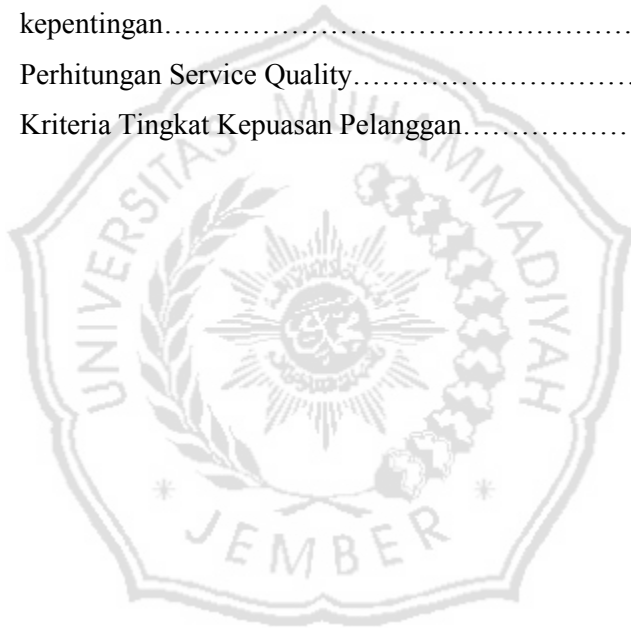 kepentingan……………………………………….
Perhitungan Service Quality……………………….
Kriteria Tingkat Kepuasan Pelanggan………………
UNIVERSITAS MUHAMMADIYAH
* JEMBER *